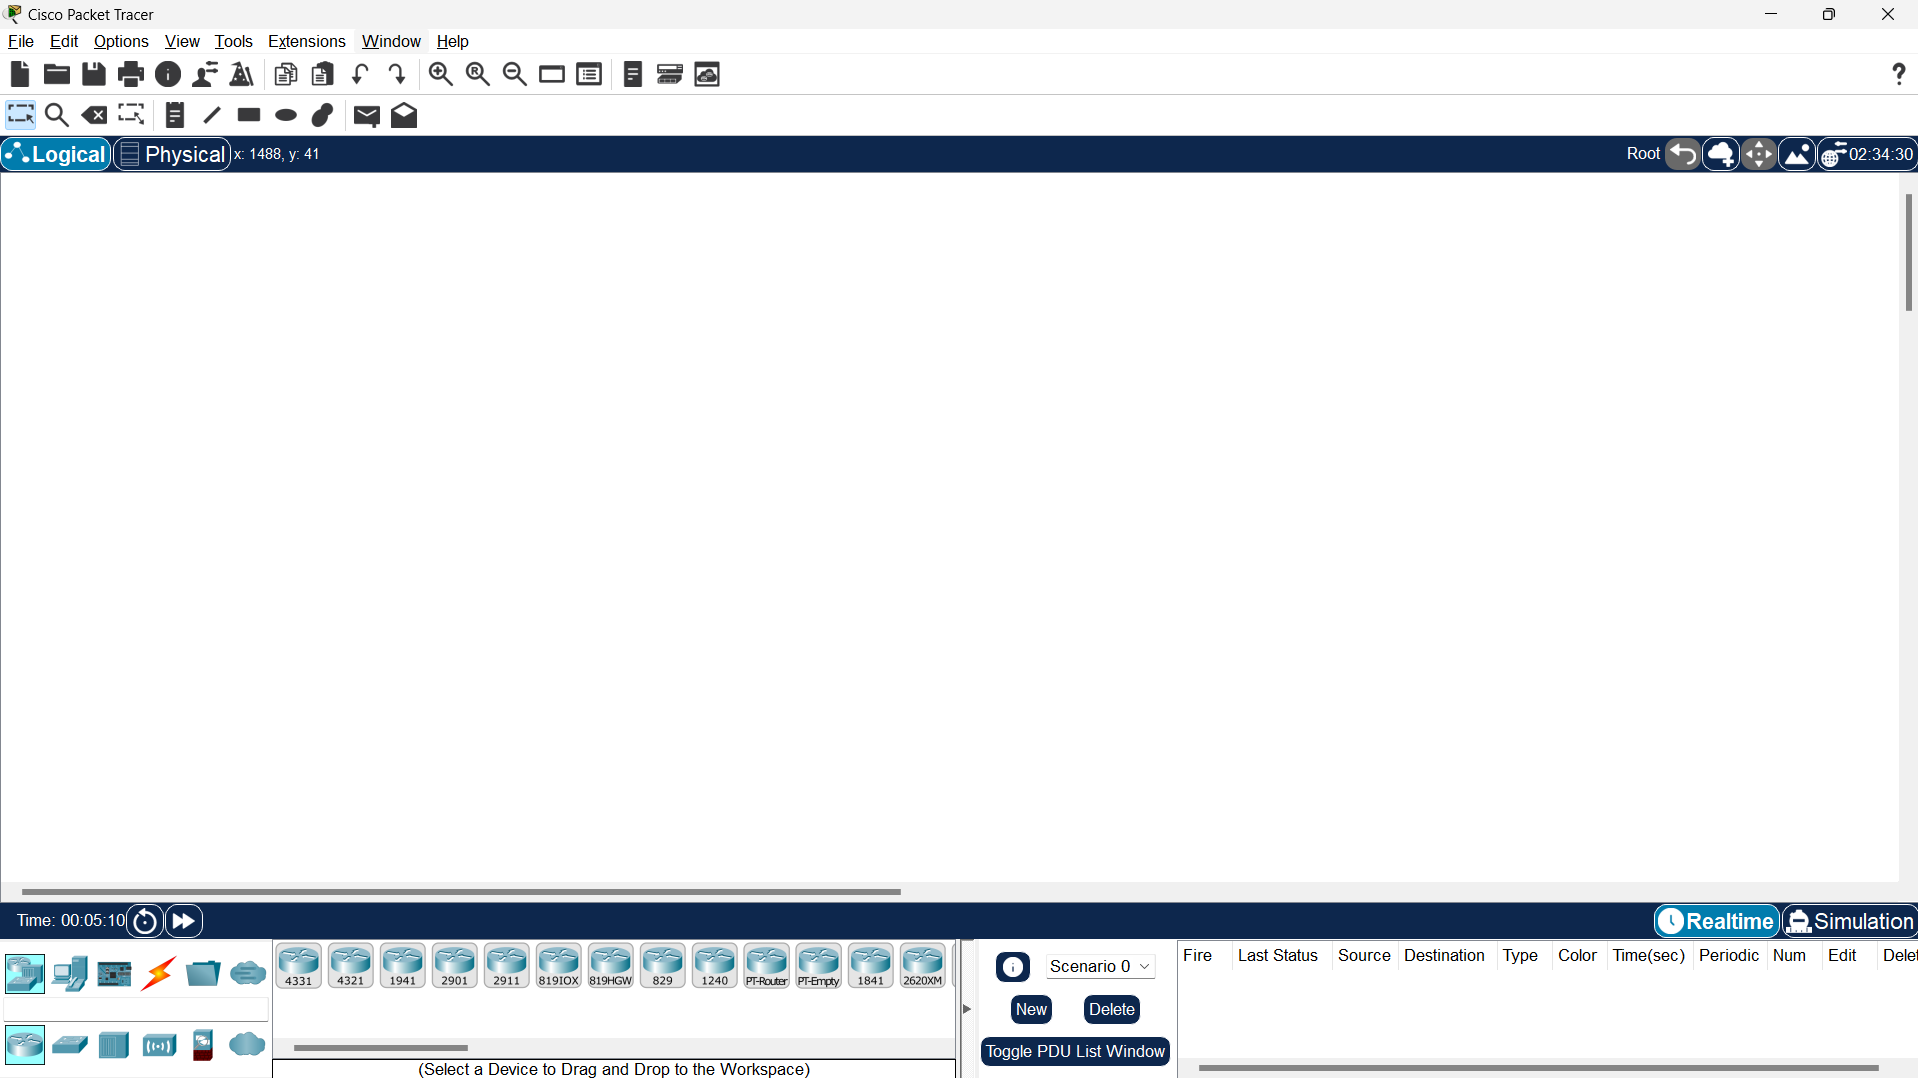 Cisco Packet Tracer
File Edit Options View Tools Extensions Window Help
Logical Physical x: 1488, y: 41 Root 02:34:30
Time: 00:05:10 Realtime Simulation
4331 4321 1941 2901 2911 819IOX 819HGW 829 1240 PT-Router PT-Empty 1841 2620XM
(Select a Device to Drag and Drop to the Workspace)
Scenario 0
New Delete
Toggle PDU List Window
Fire Last Status Source Destination Type Color Time(sec) Periodic Num Edit Delet